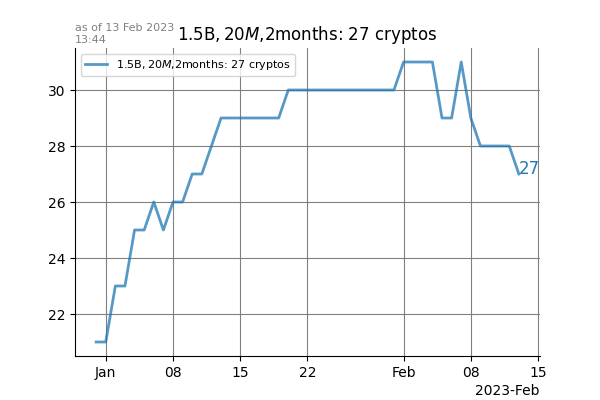 as of 13 Feb 2023
13:44
1.5B, 20M,2months: 27 cryptos
1.5B, 20M,2months: 27 cryptos
30
28
26
24
22
27
Jan 08 15 22 Feb 08 15
2023-Feb